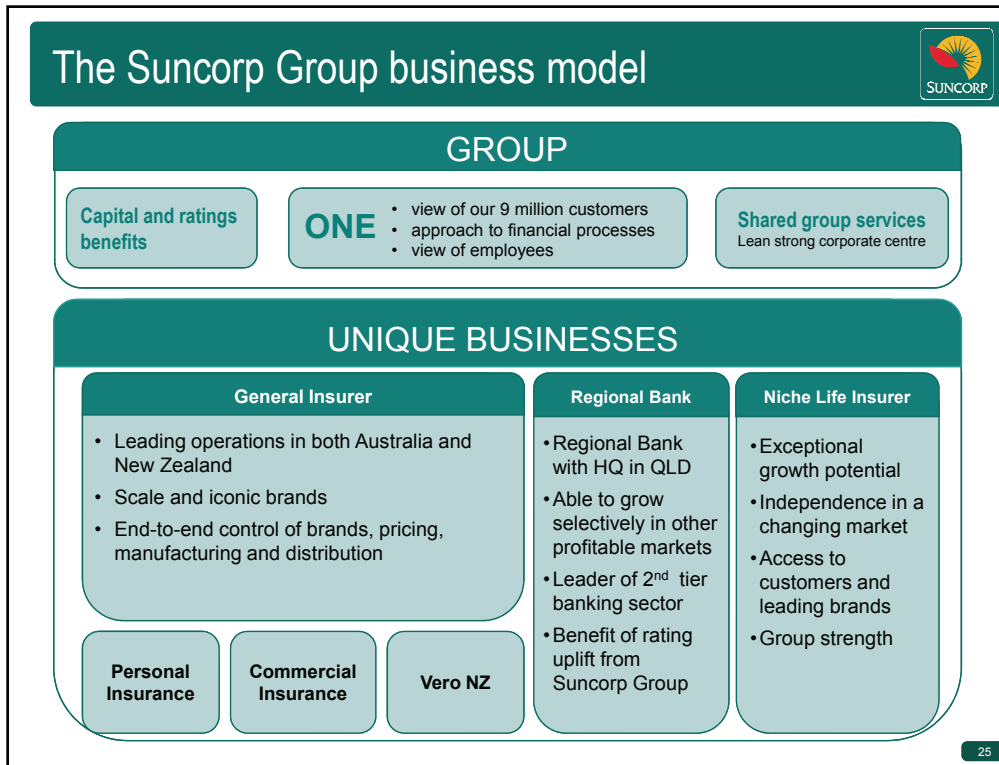 The Suncorp Group business model
SUNCORP
GROUP
Capital and ratings
benefits
ONE
• view of our 9 million customers
• approach to financial processes
• view of employees
Shared group services
Lean strong corporate centre
UNIQUE BUSINESSES
General Insurer
• Leading operations in both Australia and
New Zealand
• Scale and iconic brands
• End-to-end control of brands, pricing,
manufacturing and distribution
Personal
Insurance
Commercial
Insurance
Vero NZ
Regional Bank
• Regional Bank
with HQ in QLD
• Able to grow
selectively in other
profitable markets
• Leader of 2nd tier
banking sector
• Benefit of rating
uplift from
Suncorp Group
Niche Life Insurer
• Exceptional
growth potential
• Independence in a
changing market
• Access to
customers and
leading brands
• Group strength
25